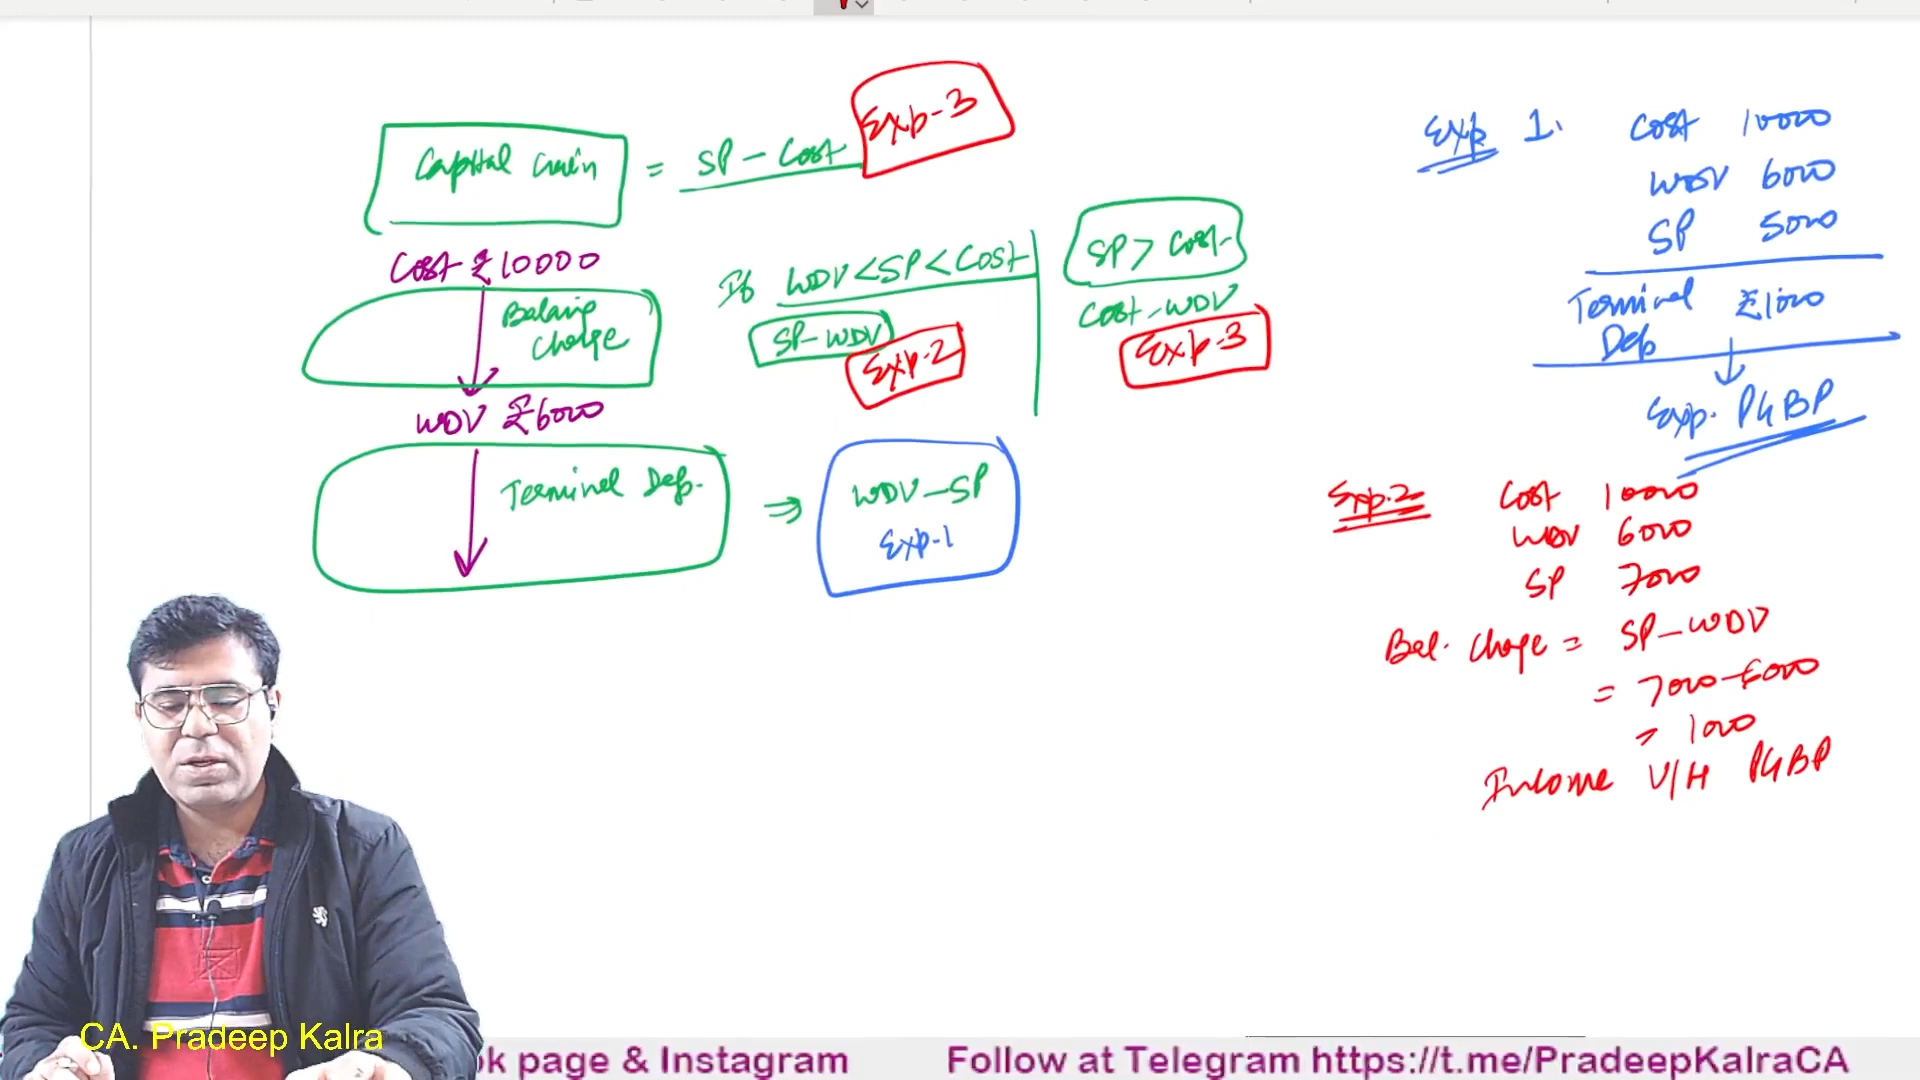 Capital Gain = SP - Cost Exp-3
Cost ₹10000
Balancing
Charge
If WDV < SP < Cost
SP - WDV
Exp-2
SP > Cost
Cost - WDV
Exp-3
WDV ₹6000
Terminal Dep. ⇒ WDV - SP
Exp-1
Exp 1. Cost 10000
WDV 6000
SP 5000
Terminal ₹1000
Dep
Exp. PGBP
Exp.2 Cost 10000
WDV 6000
SP 7000
Bal. Charge = SP - WDV
= 7000 - 6000
= 1000
Income U/H PGBP
CA. Pradeep Kalra
ok page & Instagram Follow at Telegram https://t.me/PradeepKalraCA